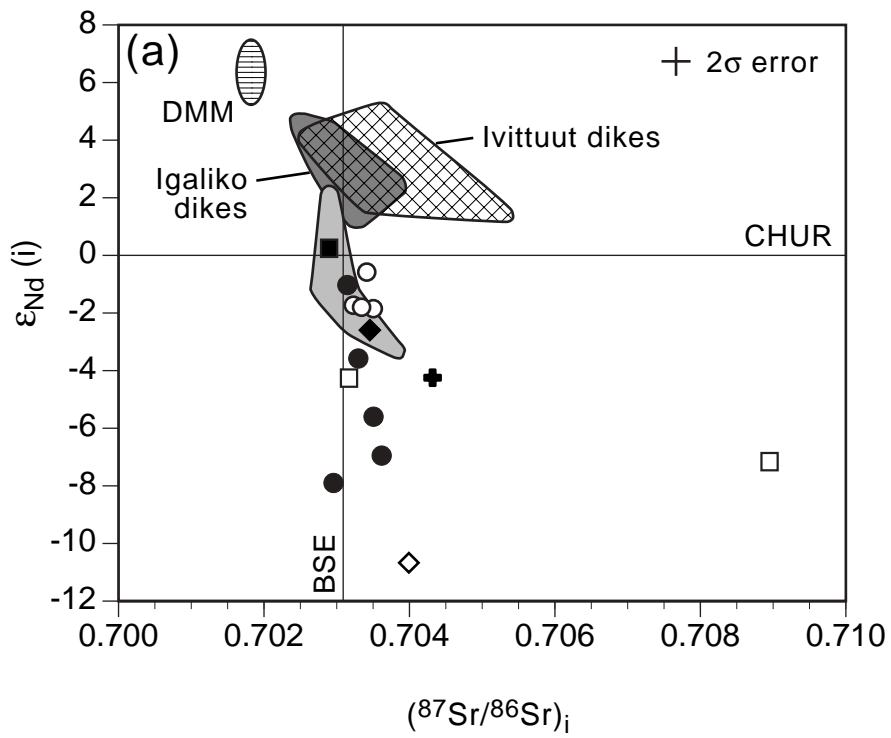 (a)
2σ error
DMM
Ivittuut dikes
Igaliko
dikes
CHUR
BSE
εNd (i)
8
6
4
2
0
-2
-4
-6
-8
-10
-12
0.700
0.702
0.704
0.706
0.708
0.710
(87Sr/86Sr)i